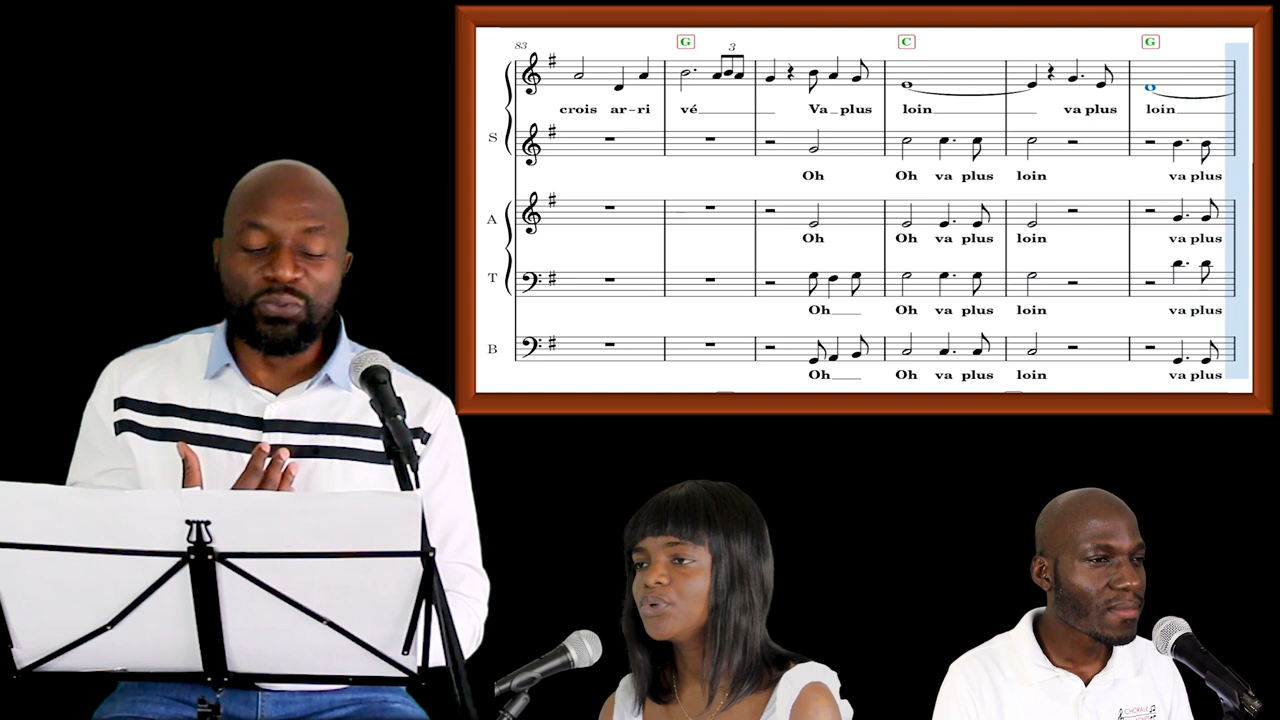 83 G 3 C G
crois ar-ri vé Va plus loin va plus loin
S
Oh Oh va plus loin va plus
A
Oh Oh va plus loin va plus
T
Oh Oh va plus loin va plus
B
Oh Oh va plus loin va plus
CHORALE